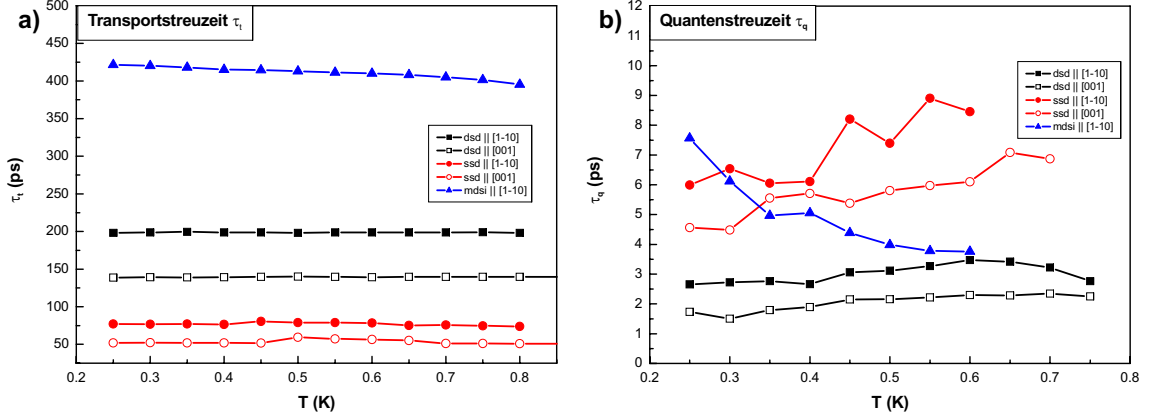 a)
Transportstreuzeit τt
500
450
400
350
300
250
200
150
100
50
τt (ps)
dsd || [1-10]
dsd || [001]
ssd || [1-10]
ssd || [001]
mdsi || [1-10]
0.2
0.3
0.4
0.5
0.6
0.7
0.8
T (K)
b)
Quantenstreuzeit τq
12
11
10
9
8
7
6
5
4
3
2
1
0
τq (ps)
dsd || [1-10]
dsd || [001]
ssd || [1-10]
ssd || [001]
mdsi || [1-10]
0.2
0.3
0.4
0.5
0.6
0.7
0.8
T (K)